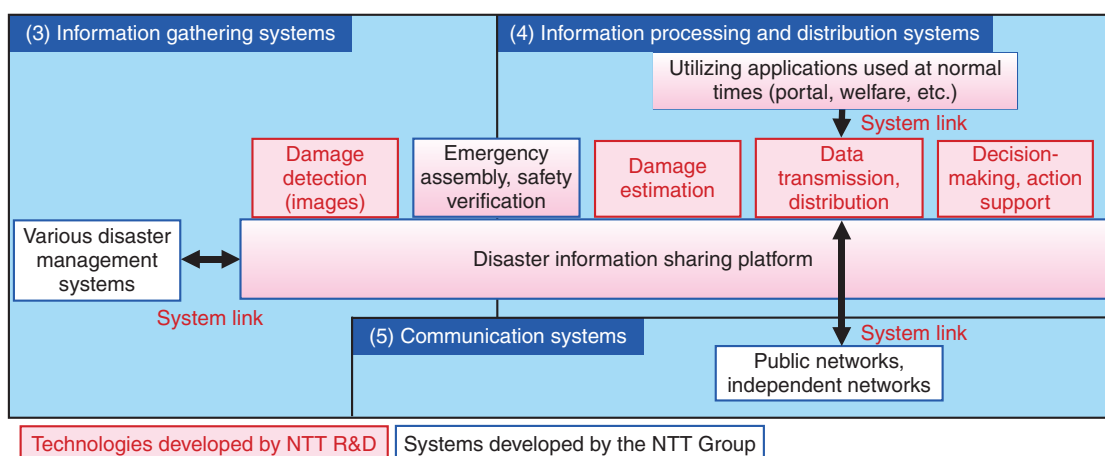 (3) Information gathering systems
(4) Information processing and distribution systems
Utilizing applications used at normal
times (portal, welfare, etc.)
System link
Damage
detection
(images)
Emergency
assembly, safety
verification
Damage
estimation
Data
transmission,
distribution
Decision-
making, action
support
Various disaster
management
systems
Disaster information sharing platform
System link
(5) Communication systems
System link
Public networks,
independent networks
Technologies developed by NTT R&D
Systems developed by the NTT Group